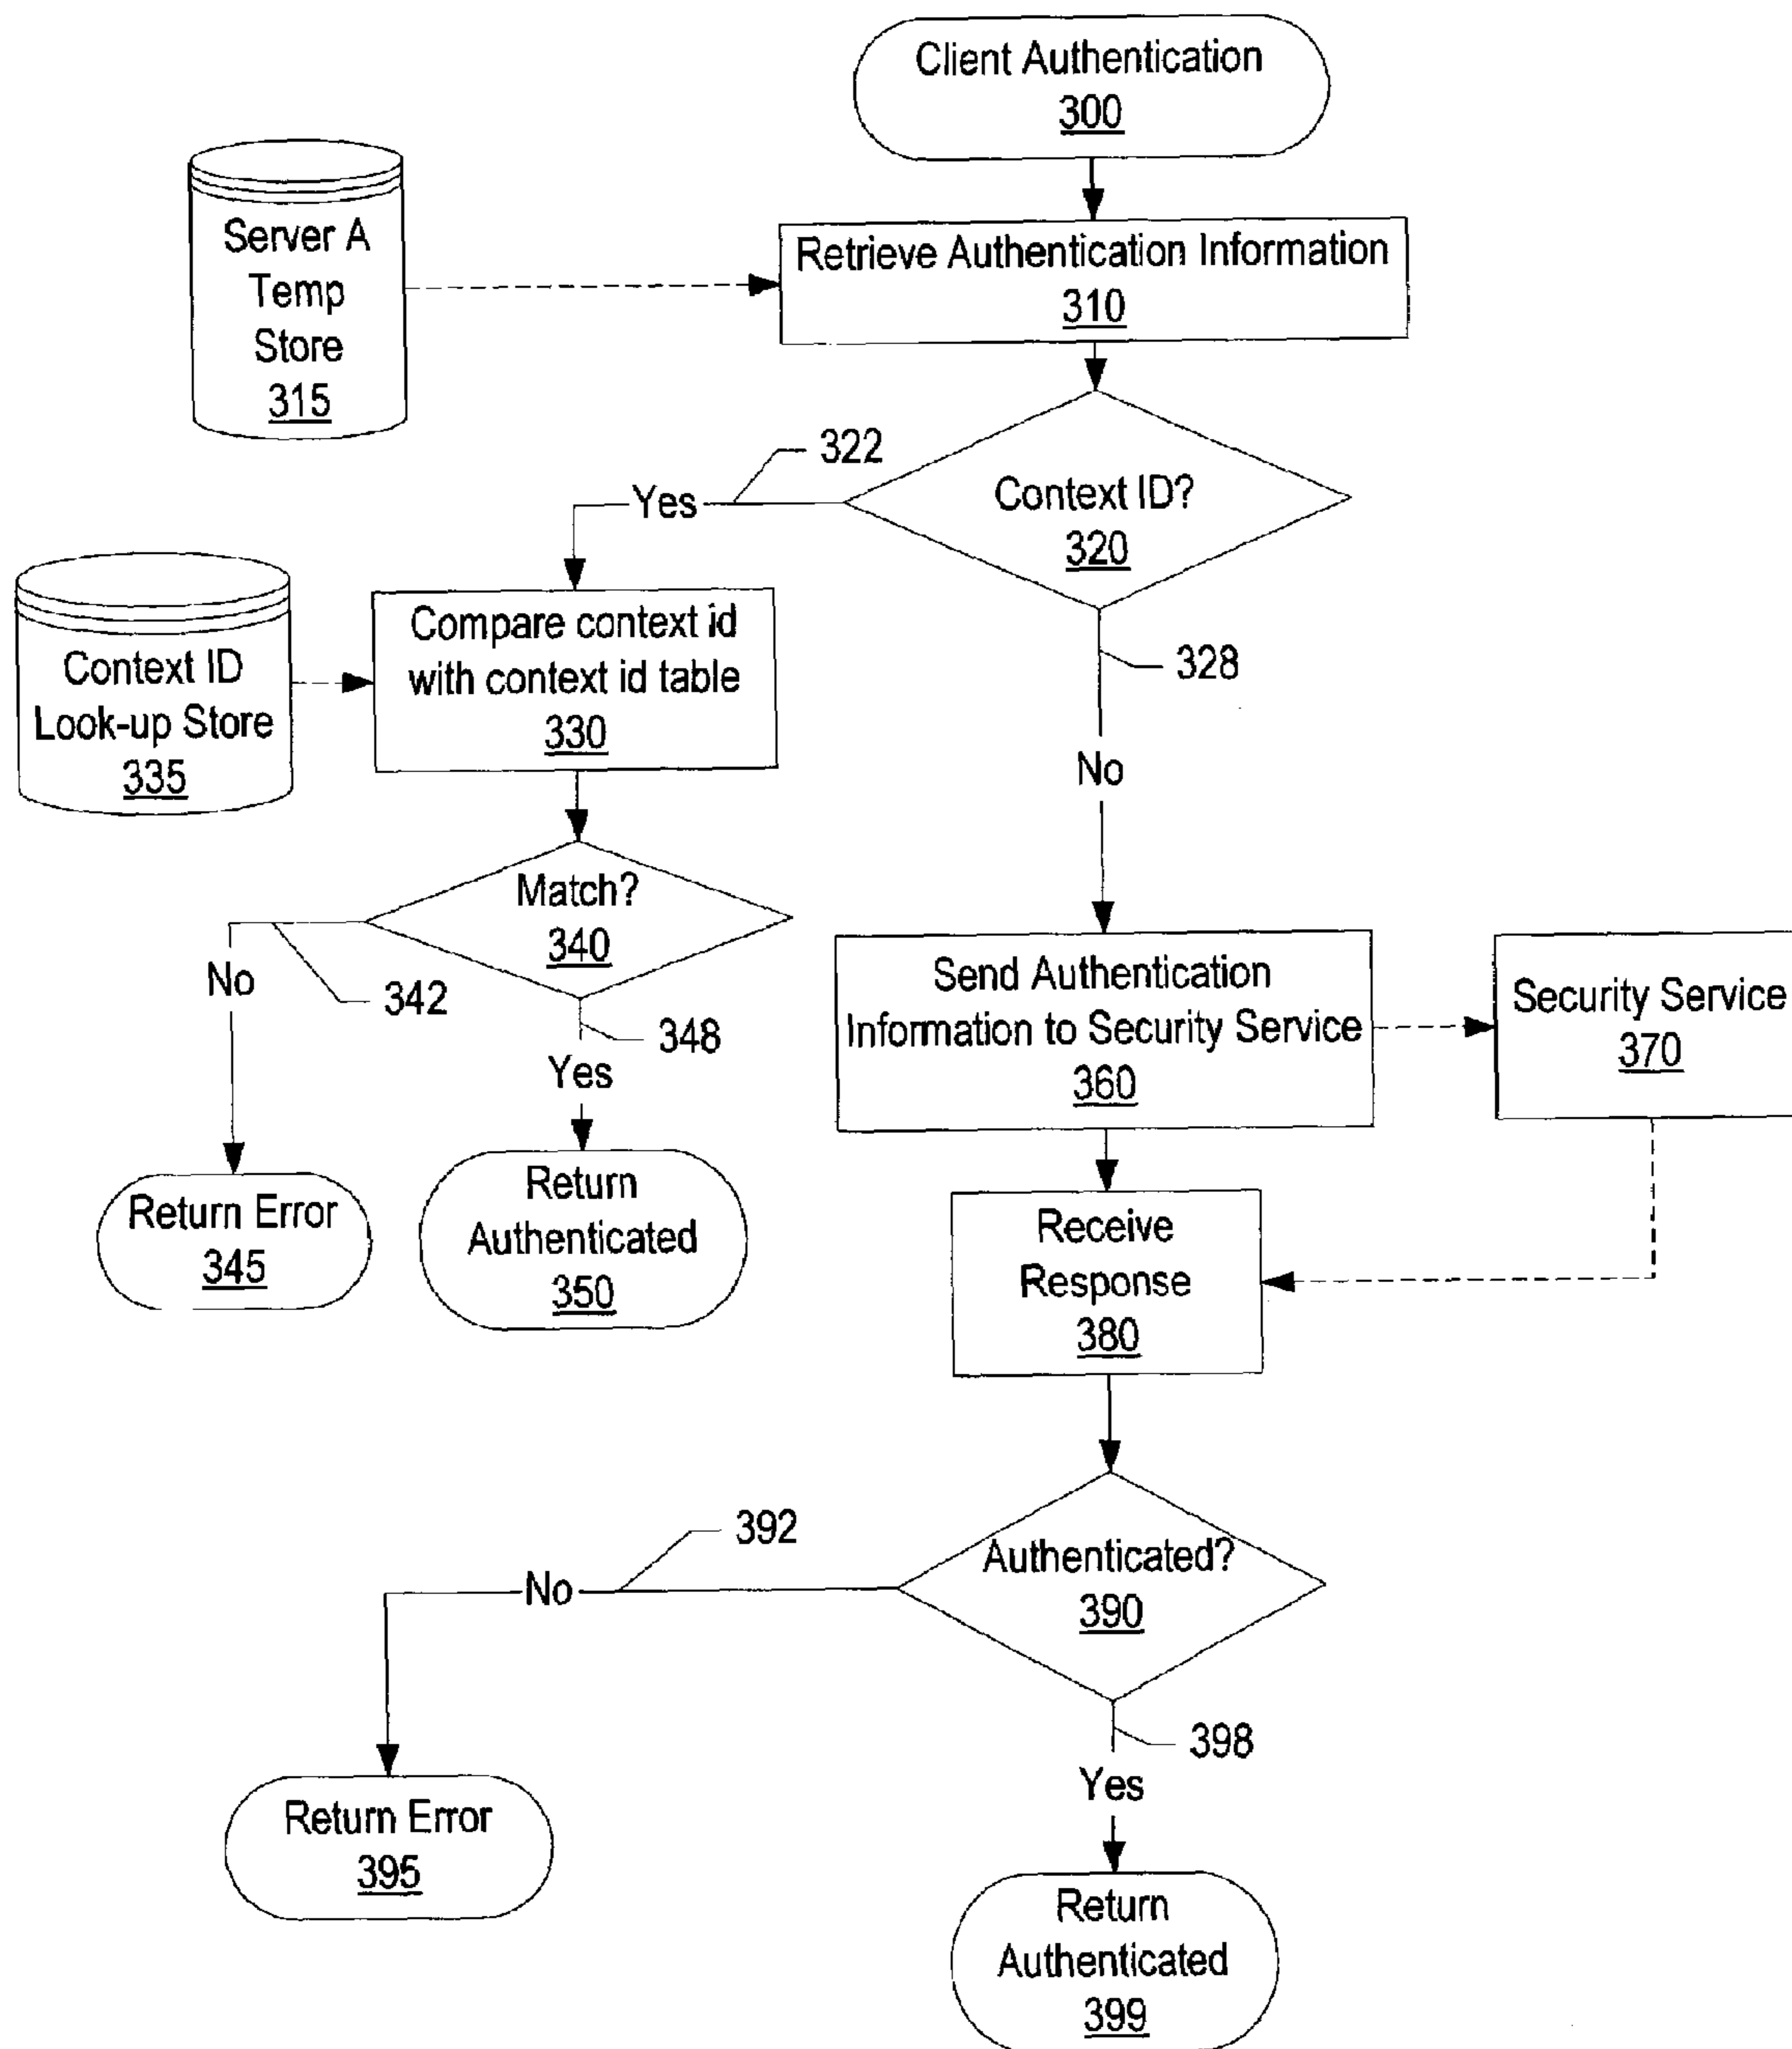 Client Authentication
300
Server A
Temp
Store
315
Retrieve Authentication Information
310
322
Yes
Context ID?
320
328
No
Context ID
Look-up Store
335
Compare context id
with context id table
330
Match?
340
No
342
348
Yes
Return Error
345
Return
Authenticated
350
Send Authentication
Information to Security Service
360
Security Service
370
Receive
Response
380
392
No
Authenticated?
390
398
Yes
Return Error
395
Return
Authenticated
399